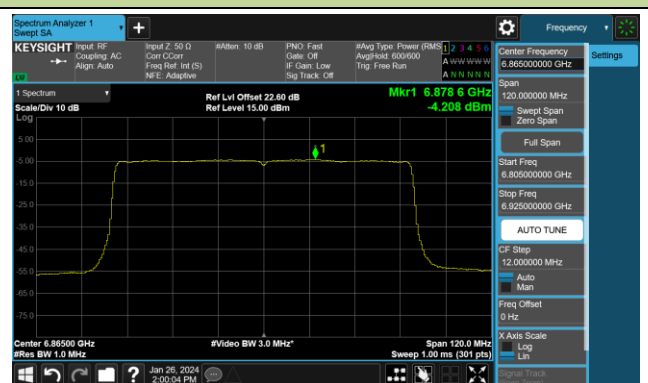 Spectrum Analyzer 1
Swept SA
Frequency
KEYSIGHT
Input: RF
Coupling: AC
Align: Auto
Input Z: 50 Ω
Corr CCorr
Freq Ref: Int (S)
NFE: Adaptive
#Atten: 10 dB
PNO: Fast
Gate: Off
IF Gain: Low
Sig Track: Off
#Avg Type: Power (RMS
Avg|Hold: 600/600
Trig: Free Run
1 2 3 4 5 6
A W W W W W
A N N N N N
LW
1 Spectrum
Scale/Div 10 dB
Log
Ref Lvl Offset 22.60 dB
Ref Level 15.00 dBm
Mkr1 6.878 6 GHz
-4.208 dBm
1
5.00
-5.00
-15.0
-25.0
-35.0
-45.0
-55.0
-65.0
-75.0
Center 6.86500 GHz
#Res BW 1.0 MHz
#Video BW 3.0 MHz*
Span 120.0 MHz
Sweep 1.00 ms (301 pts)
Jan 26, 2024
2:00:04 PM
Center Frequency
6.865000000 GHz
Settings
Span
120.000000 MHz
Swept Span
Zero Span
Full Span
Start Freq
6.805000000 GHz
Stop Freq
6.925000000 GHz
AUTO TUNE
CF Step
12.000000 MHz
Auto
Man
Freq Offset
0 Hz
X Axis Scale
Log
Lin
Signal Track